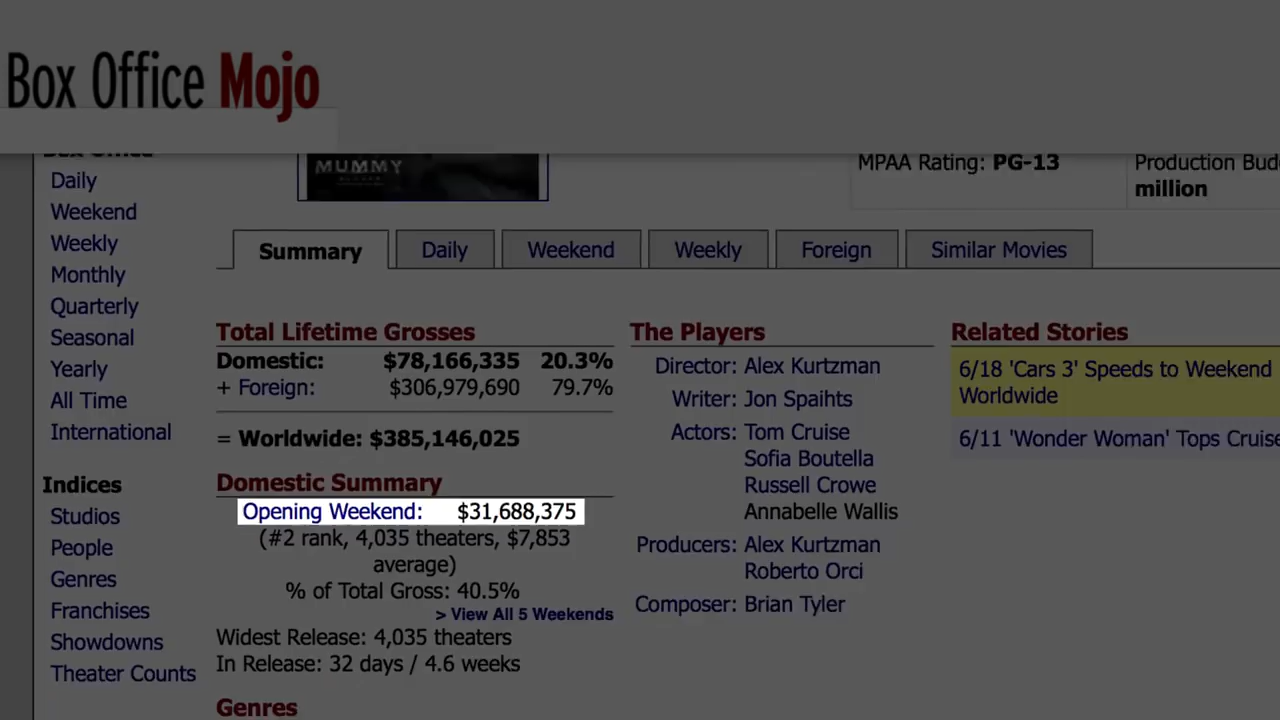 Box Office Mojo
Box Office
Daily
Weekend
Weekly
Monthly
Quarterly
Seasonal
Yearly
All Time
International
Indices
Studios
People
Genres
Franchises
Showdowns
Theater Counts
MUMMY
MPAA Rating: PG-13
Production Bud
million
Summary
Daily
Weekend
Weekly
Foreign
Similar Movies
Total Lifetime Grosses
Domestic: $78,166,335 20.3%
+ Foreign: $306,979,690 79.7%
= Worldwide: $385,146,025
Domestic Summary
Opening Weekend: $31,688,375
(#2 rank, 4,035 theaters, $7,853
average)
% of Total Gross: 40.5%
> View All 5 Weekends
Widest Release: 4,035 theaters
In Release: 32 days / 4.6 weeks
Genres
The Players
Director: Alex Kurtzman
Writer: Jon Spaihts
Actors: Tom Cruise
Sofia Boutella
Russell Crowe
Annabelle Wallis
Producers: Alex Kurtzman
Roberto Orci
Composer: Brian Tyler
Related Stories
6/18 'Cars 3' Speeds to Weekend
Worldwide
6/11 'Wonder Woman' Tops Cruise